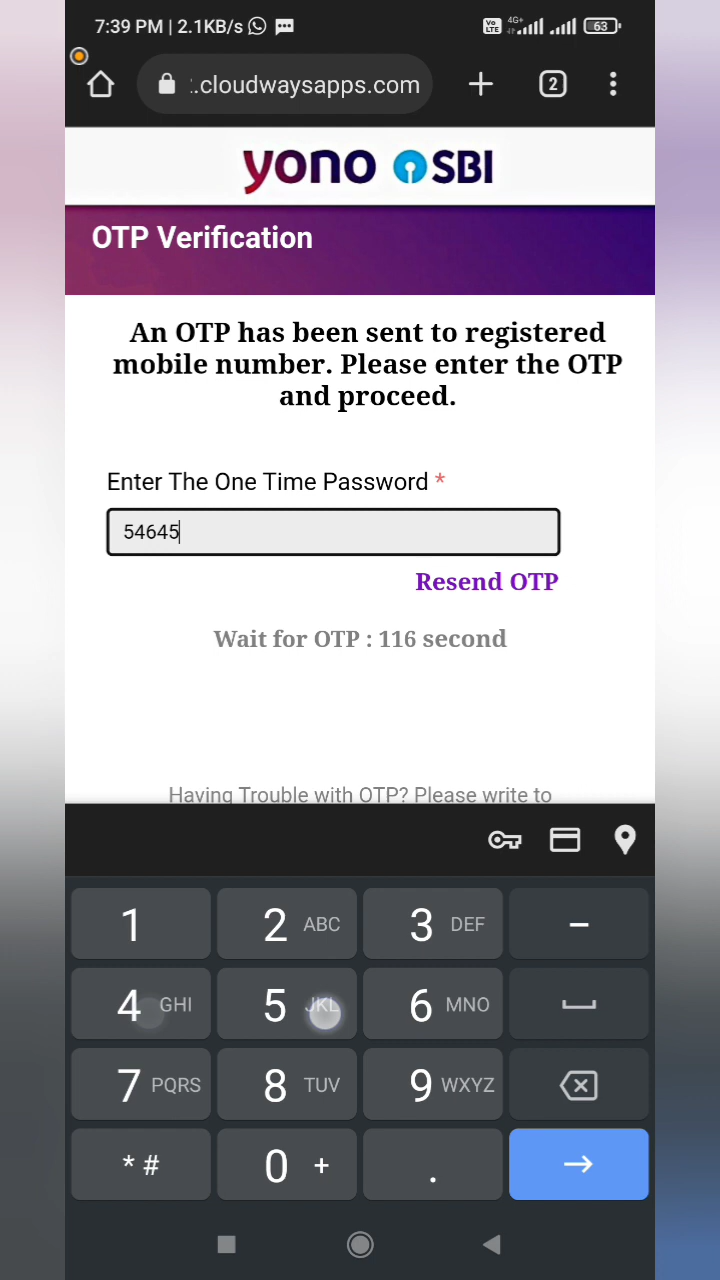 7:39 PM | 2.1KB/s
Vo LTE 4G+ 63
:.cloudwaysapps.com
2
yono SBI
OTP Verification
An OTP has been sent to registered
mobile number. Please enter the OTP
and proceed.
Enter The One Time Password *
54645
Resend OTP
Wait for OTP : 116 second
Having Trouble with OTP? Please write to
1 2 ABC 3 DEF –
4 GHI 5 JKL 6 MNO
7 PQRS 8 TUV 9 WXYZ
* # 0 + .